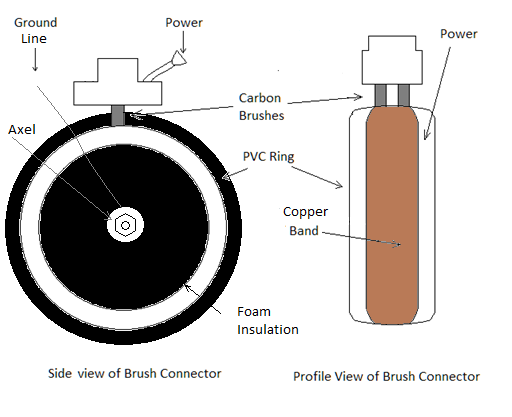 Ground
Line
Power
Power
Carbon
Brushes
Axel
PVC Ring
Copper
Band
Foam
Insulation
Side view of Brush Connector
Profile View of Brush Connector